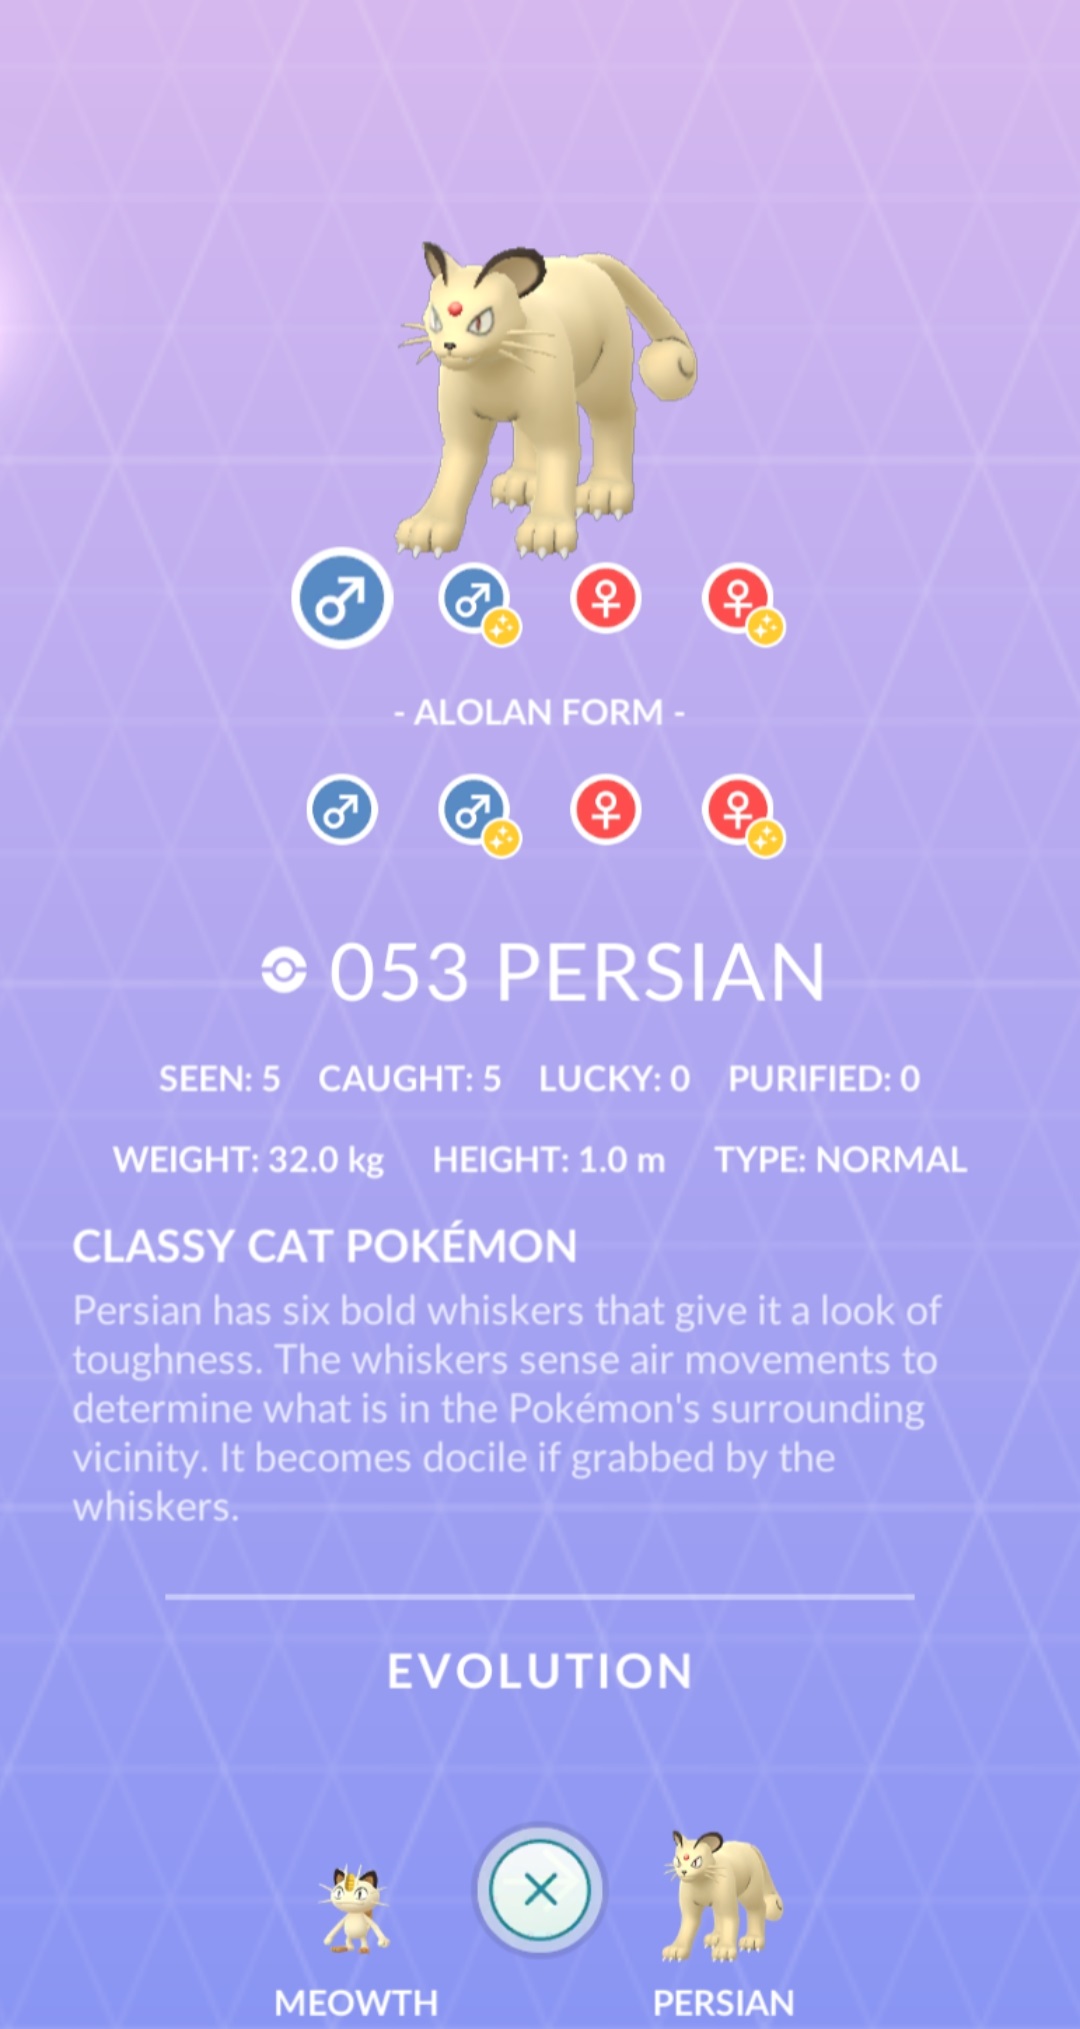 - ALOLAN FORM -
053 PERSIAN
SEEN: 5 CAUGHT: 5 LUCKY: 0 PURIFIED: 0
WEIGHT: 32.0 kg HEIGHT: 1.0 m TYPE: NORMAL
CLASSY CAT POKÉMON
Persian has six bold whiskers that give it a look of
toughness. The whiskers sense air movements to
determine what is in the Pokémon's surrounding
vicinity. It becomes docile if grabbed by the
whiskers.
EVOLUTION
MEOWTH PERSIAN